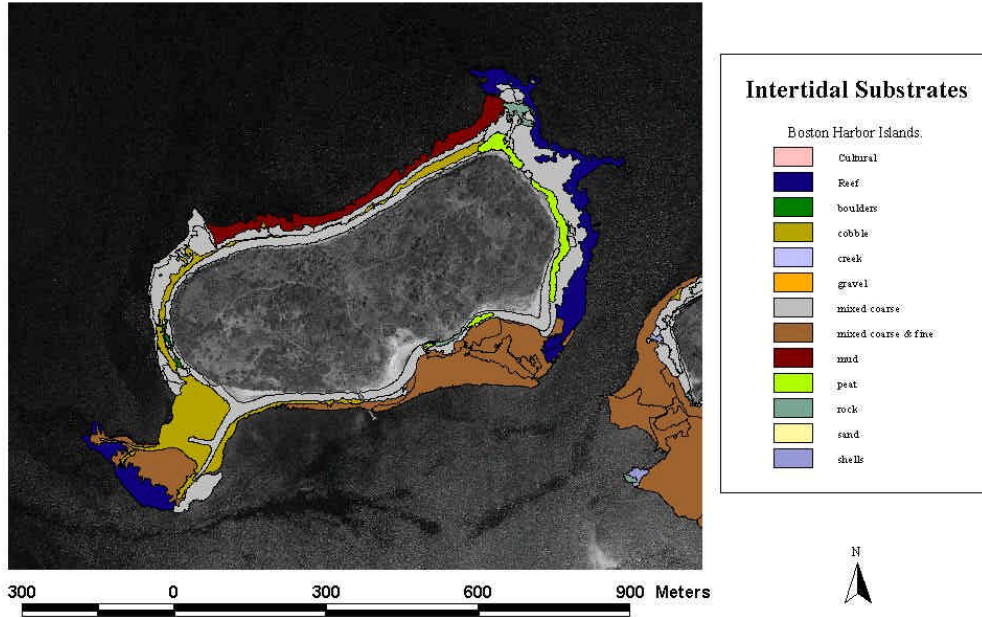 Intertidal Substrates
Boston Harbor Islands.
Cultural
Reef
boulders
cobble
creek
gravel
mixed coarse
mixed coarse & fine
mud
peat
rock
sand
shells
N
300 0 300 600 900 Meters